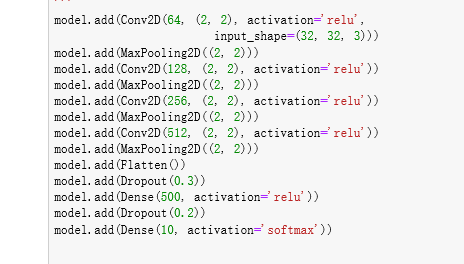 model.add(Conv2D(64, (2, 2), activation='relu',
input_shape=(32, 32, 3)))
model.add(MaxPooling2D((2, 2)))
model.add(Conv2D(128, (2, 2), activation='relu'))
model.add(MaxPooling2D((2, 2)))
model.add(Conv2D(256, (2, 2), activation='relu'))
model.add(MaxPooling2D((2, 2)))
model.add(Conv2D(512, (2, 2), activation='relu'))
model.add(MaxPooling2D((2, 2)))
model.add(Flatten())
model.add(Dropout(0.3))
model.add(Dense(500, activation='relu'))
model.add(Dropout(0.2))
model.add(Dense(10, activation='softmax'))